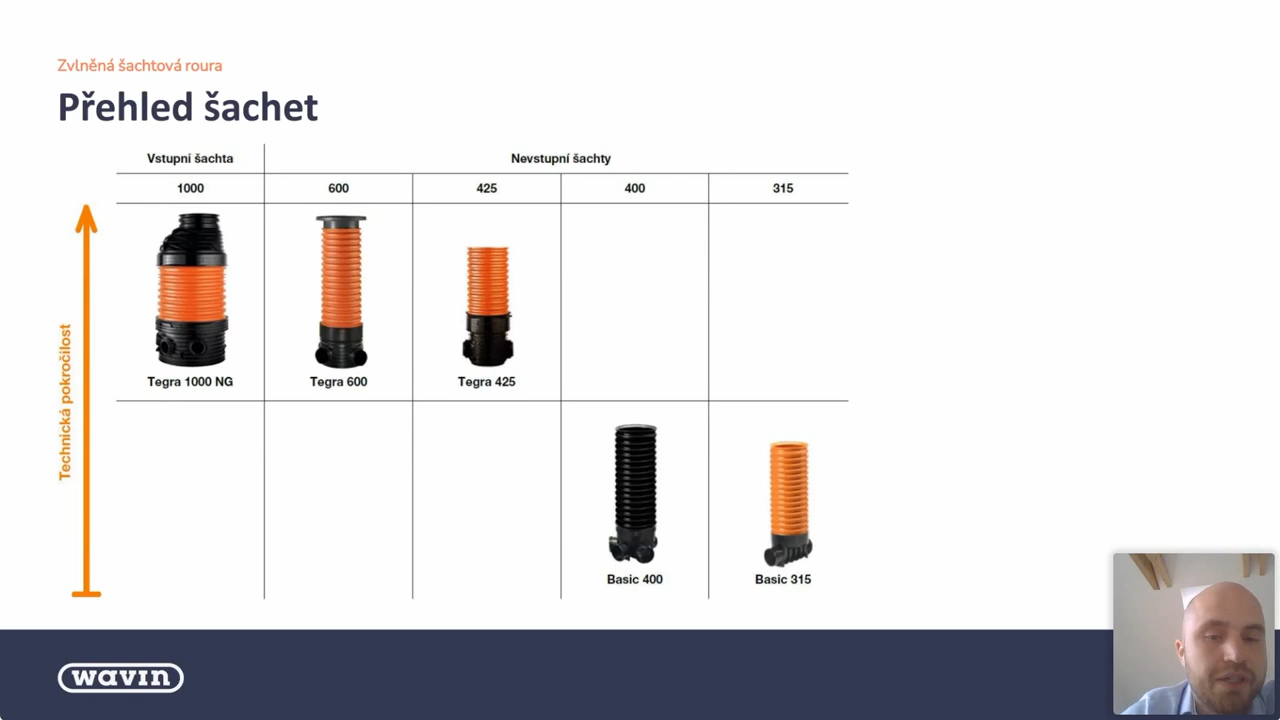 Zvlněná šachtová roura
Přehled šachet
Vstupní šachta
Nevstupní šachty
1000
600
425
400
315
Technická pokročilost
Tegra 1000 NG
Tegra 600
Tegra 425
Basic 400
Basic 315
wavin